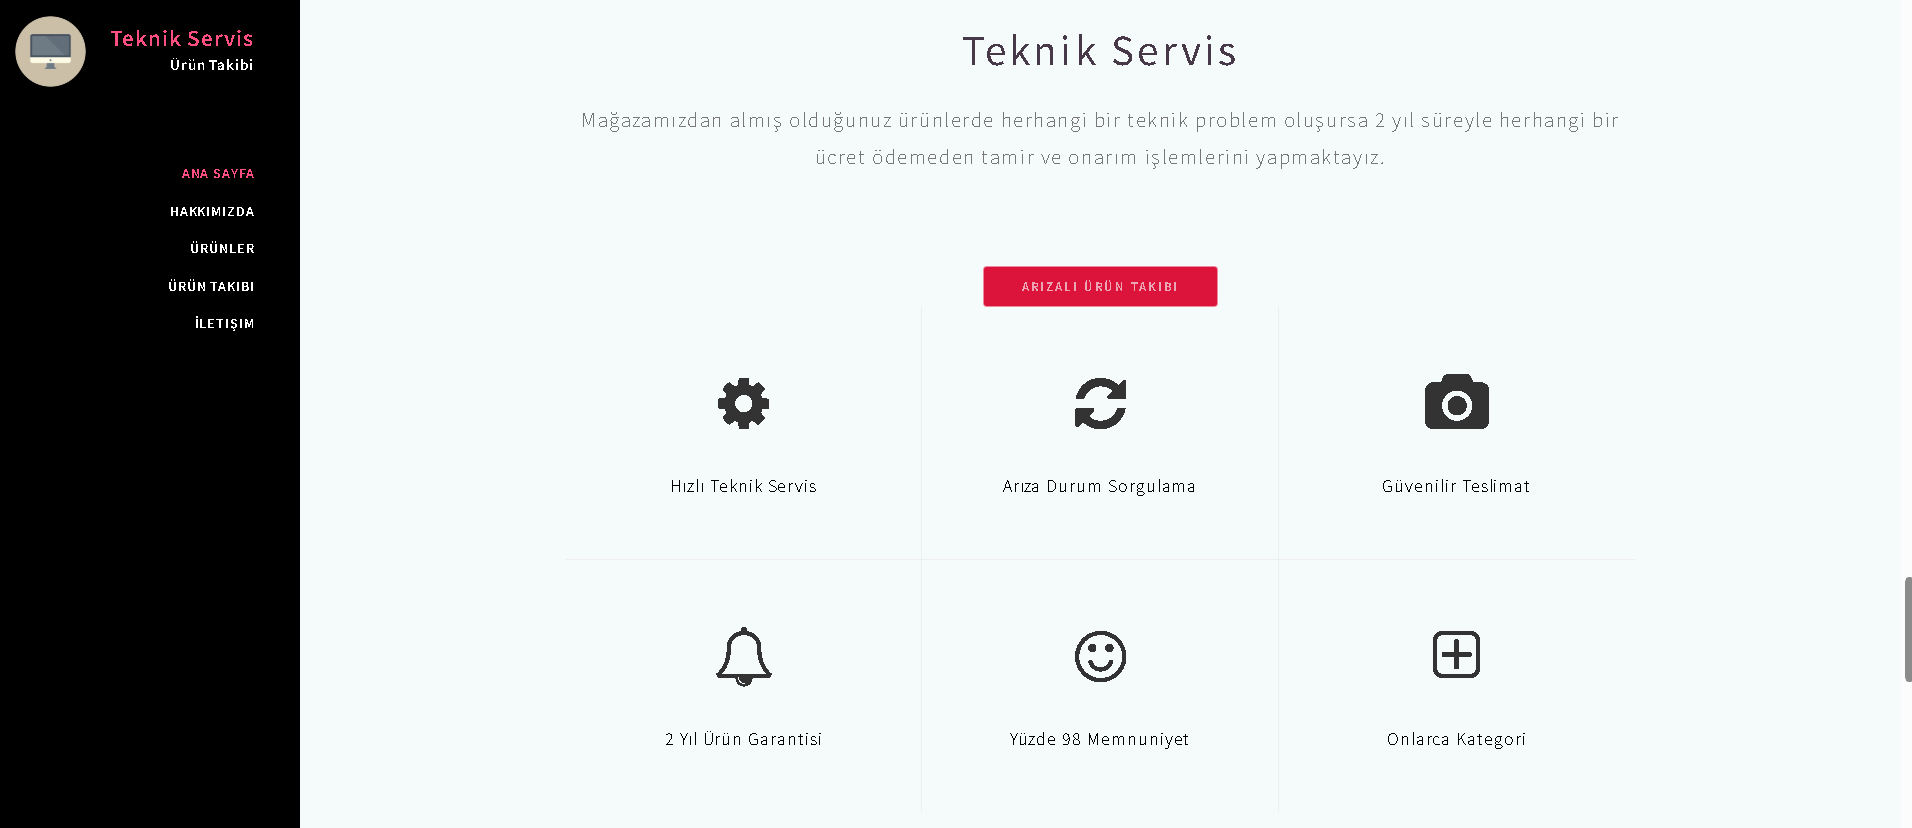 Teknik Servis
Ürün Takibi
ANA SAYFA
HAKKIMIZDA
ÜRÜNLER
ÜRÜN TAKIBI
İLETIŞIM
Teknik Servis
Mağazamızdan almış olduğunuz ürünlerde herhangi bir teknik problem oluşursa 2 yıl süreyle herhangi bir
ücret ödemeden tamir ve onarım işlemlerini yapmaktayız.
ARIZALI ÜRÜN TAKIBI
Hızlı Teknik Servis
Arıza Durum Sorgulama
Güvenilir Teslimat
2 Yıl Ürün Garantisi
Yüzde 98 Memnuniyet
Onlarca Kategori